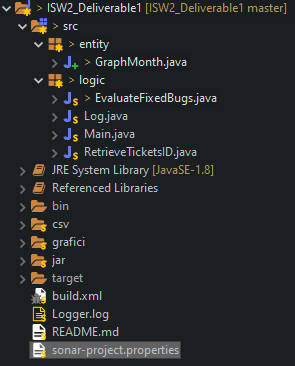 > ISW2_Deliverable1 [ISW2_Deliverable1 master]
> src
> entity
> GraphMonth.java
> logic
> EvaluateFixedBugs.java
Log.java
Main.java
RetrieveTicketsID.java
JRE System Library [JavaSE-1.8]
Referenced Libraries
bin
csv
grafici
jar
target
build.xml
Logger.log
README.md
sonar-project.properties